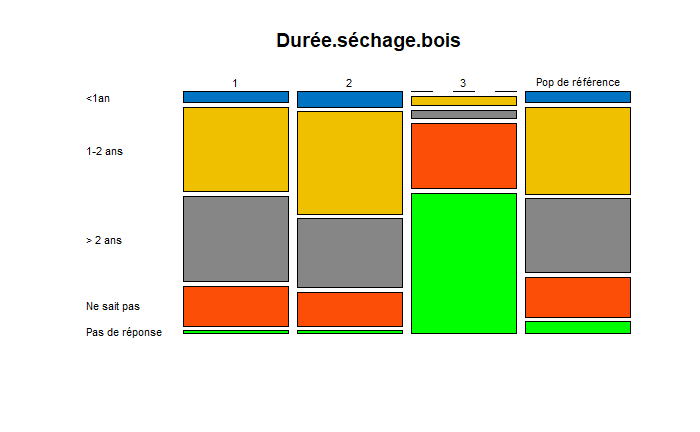 Durée.séchage.bois
1 2 3 Pop de référence
<1an
1-2 ans
> 2 ans
Ne sait pas
Pas de réponse